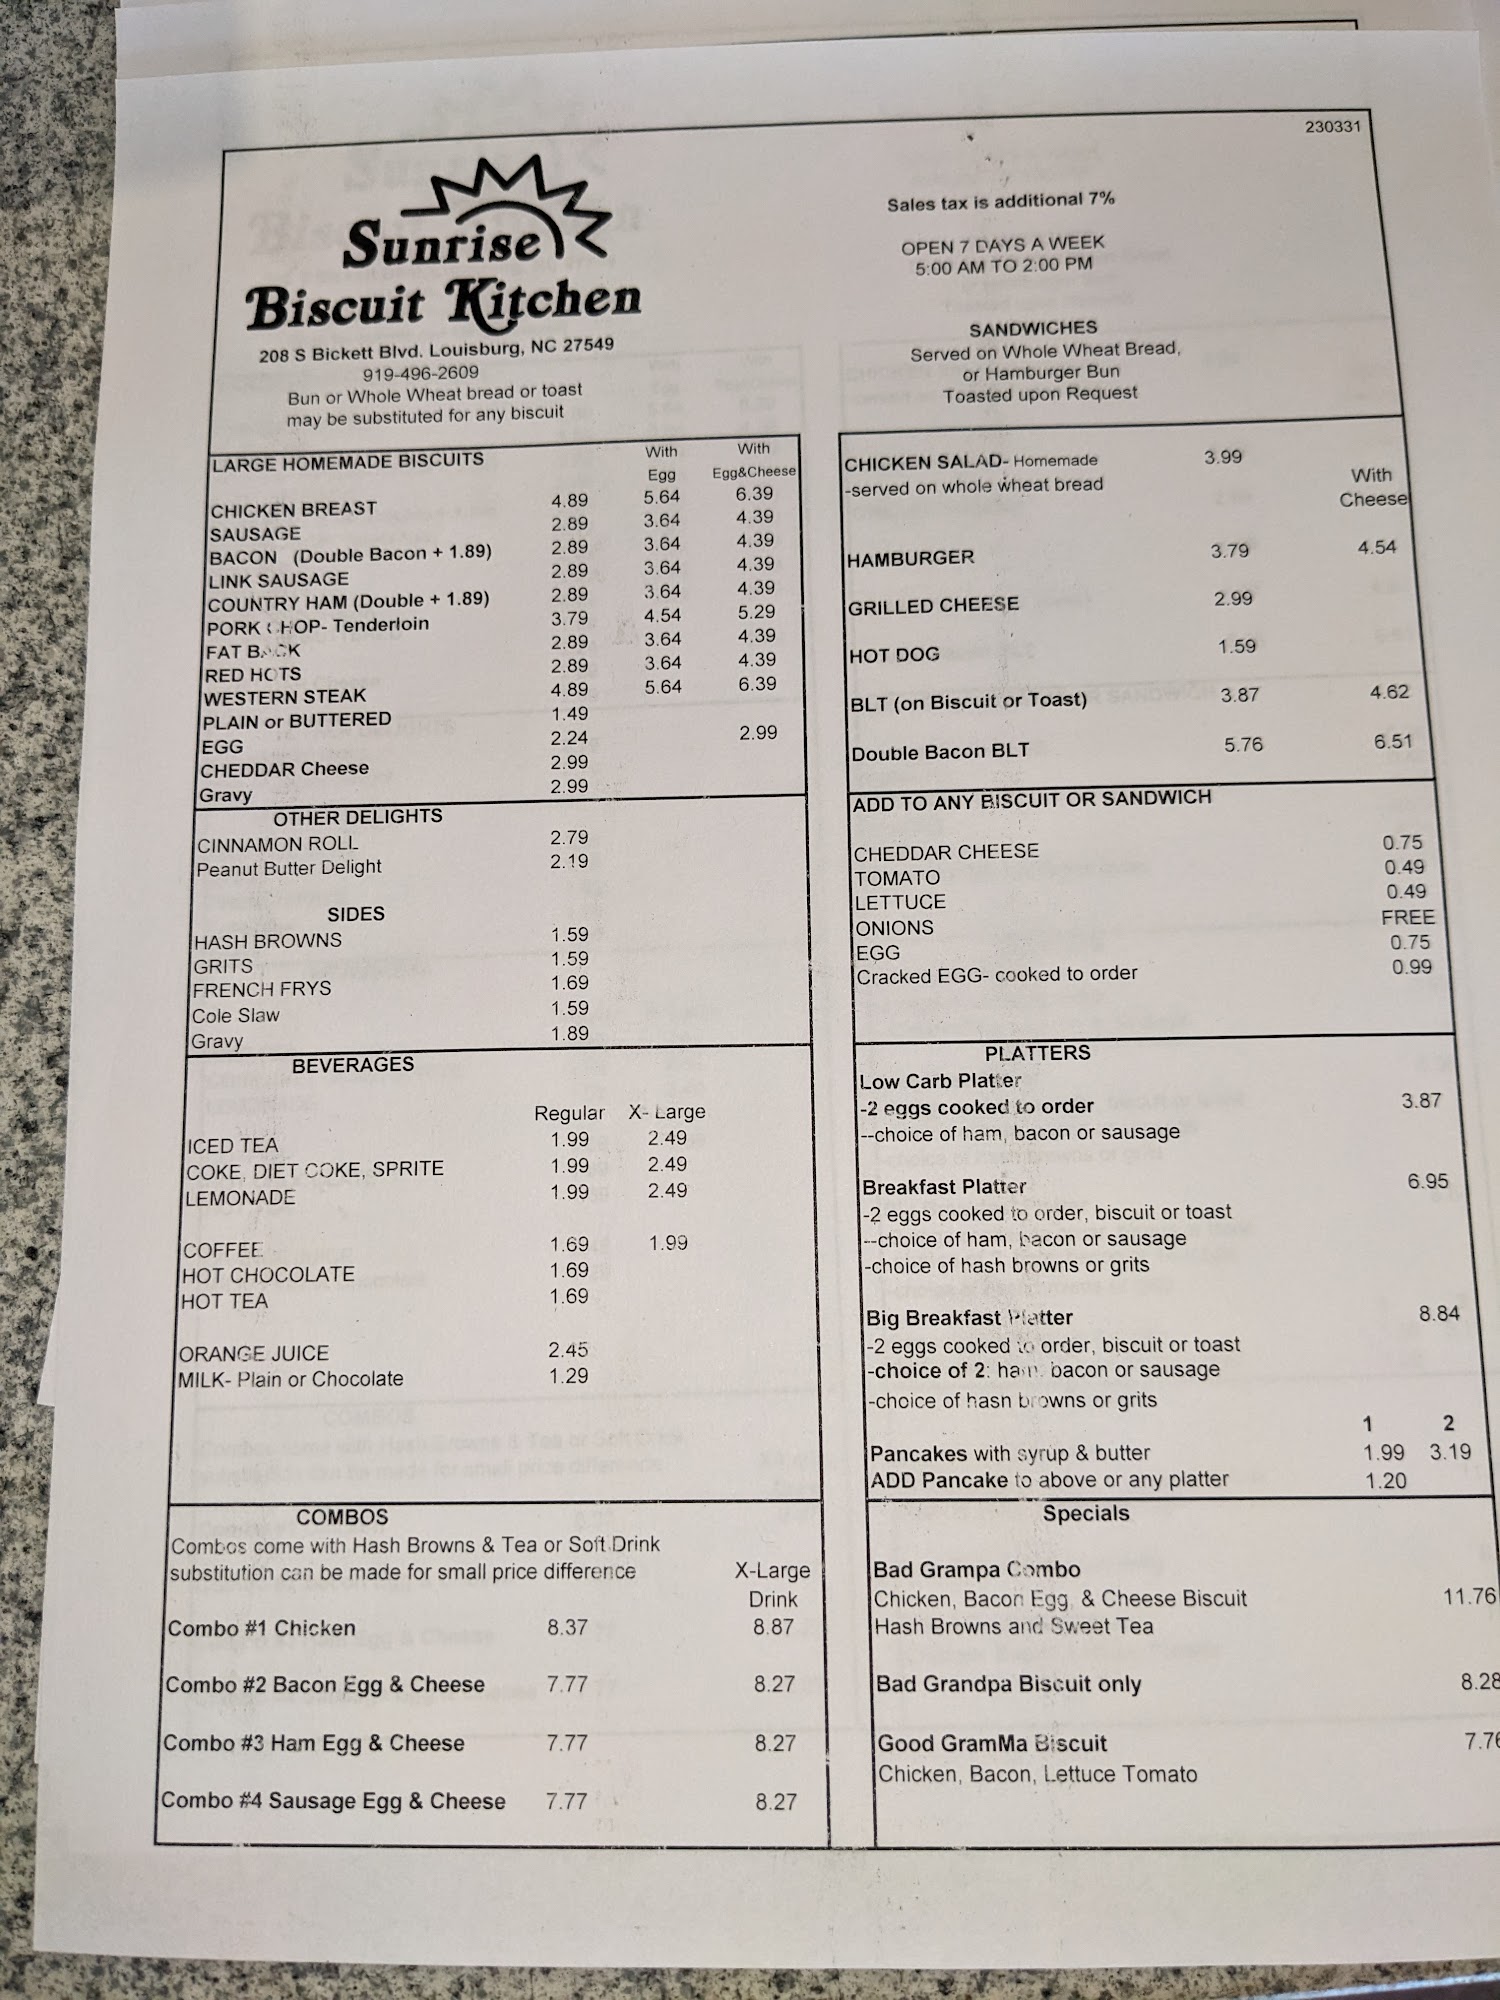 230331
Sunrise
Biscuit Kitchen
208 S Bickett Blvd. Louisburg, NC 27549
919-496-2609
Bun or Whole Wheat bread or toast
may be substituted for any biscuit
Sales tax is additional 7%
OPEN 7 DAYS A WEEK
5:00 AM TO 2:00 PM
SANDWICHES
Served on Whole Wheat Bread,
or Hamburger Bun
Toasted upon Request
LARGE HOMEMADE BISCUITS With Egg With Egg&Cheese
CHICKEN BREAST 4.89 5.64 6.39
SAUSAGE 2.89 3.64 4.39
BACON (Double Bacon + 1.89) 2.89 3.64 4.39
LINK SAUSAGE 2.89 3.64 4.39
COUNTRY HAM (Double + 1.89) 2.89 3.64 4.39
PORK CHOP- Tenderloin 3.79 4.54 5.29
FAT BACK 2.89 3.64 4.39
RED HOTS 2.89 3.64 4.39
WESTERN STEAK 4.89 5.64 6.39
PLAIN or BUTTERED 1.49
EGG 2.24 2.99
CHEDDAR Cheese 2.99
Gravy 2.99
OTHER DELIGHTS
CINNAMON ROLL 2.79
Peanut Butter Delight 2.19
SIDES
HASH BROWNS 1.59
GRITS 1.59
FRENCH FRYS 1.69
Cole Slaw 1.59
Gravy 1.89
BEVERAGES
Regular X- Large
ICED TEA 1.99 2.49
COKE, DIET COKE, SPRITE 1.99 2.49
LEMONADE 1.99 2.49
COFFEE 1.69 1.99
HOT CHOCOLATE 1.69
HOT TEA 1.69
ORANGE JUICE 2.45
MILK- Plain or Chocolate 1.29
COMBOS
Combos come with Hash Browns & Tea or Soft Drink
substitution can be made for small price difference X-Large
Drink
Combo #1 Chicken 8.37 8.87
Combo #2 Bacon Egg & Cheese 7.77 8.27
Combo #3 Ham Egg & Cheese 7.77 8.27
Combo #4 Sausage Egg & Cheese 7.77 8.27
CHICKEN SALAD- Homemade 3.99
-served on whole wheat bread With
Cheese
HAMBURGER 3.79 4.54
GRILLED CHEESE 2.99
HOT DOG 1.59
BLT (on Biscuit or Toast) 3.87 4.62
Double Bacon BLT 5.76 6.51
ADD TO ANY BISCUIT OR SANDWICH
CHEDDAR CHEESE 0.75
TOMATO 0.49
LETTUCE 0.49
ONIONS FREE
EGG 0.75
Cracked EGG- cooked to order 0.99
PLATTERS
Low Carb Platter
-2 eggs cooked to order 3.87
--choice of ham, bacon or sausage
Breakfast Platter 6.95
-2 eggs cooked to order, biscuit or toast
--choice of ham, bacon or sausage
-choice of hash browns or grits
Big Breakfast Platter 8.84
-2 eggs cooked to order, biscuit or toast
-choice of 2: ham, bacon or sausage
-choice of hash browns or grits
1 2
Pancakes with syrup & butter 1.99 3.19
ADD Pancake to above or any platter 1.20
Specials
Bad Grampa Combo
Chicken, Bacon Egg, & Cheese Biscuit 11.76
Hash Browns and Sweet Tea
Bad Grandpa Biscuit only 8.28
Good GramMa Biscuit 7.76
Chicken, Bacon, Lettuce Tomato